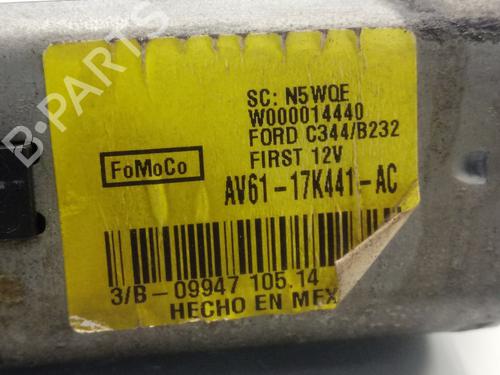 SC: N5WQE
W000014440
FORD C344/B232
FIRST 12V
FoMoCo
AV61-17K441-AC
3/B-09947 105.14
HECHO EN MEX
B-PARTS